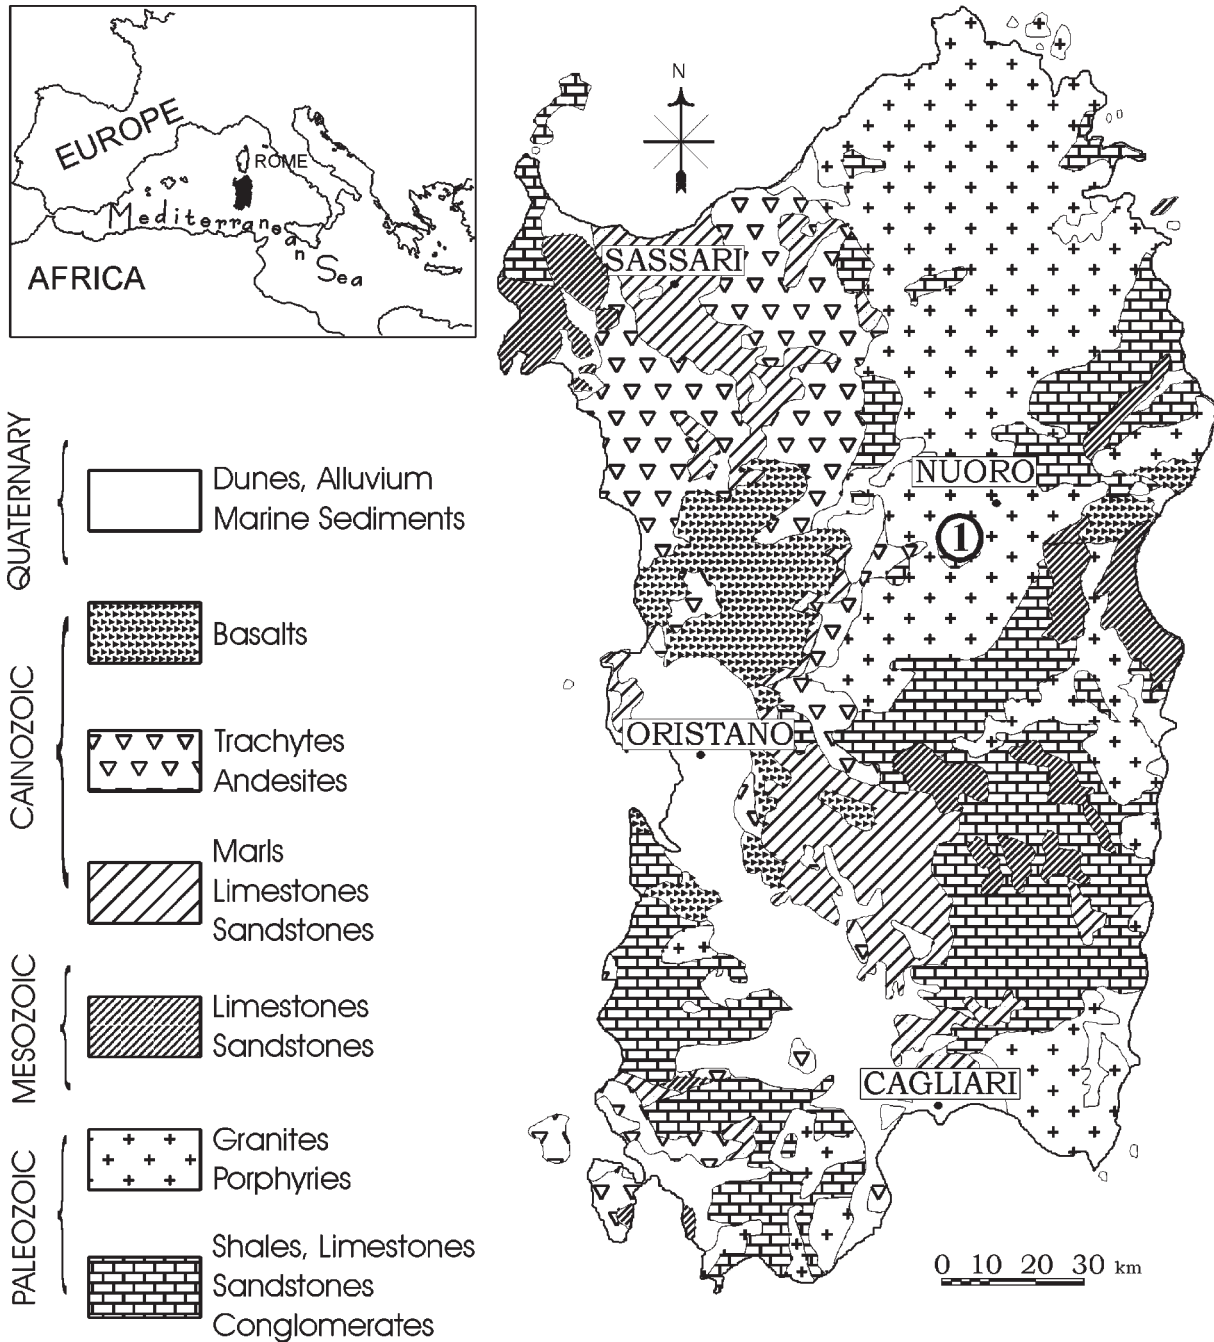 EUROPE
ROME
Mediterranean Sea
AFRICA
N
SASSARI
NUORO
1
ORISTANO
CAGLIARI
QUATERNARY
Dunes, Alluvium
Marine Sediments
CAINOZOIC
Basalts
Trachytes
Andesites
Marls
Limestones
Sandstones
MESOZOIC
Limestones
Sandstones
PALEOZOIC
Granites
Porphyries
Shales, Limestones
Sandstones
Conglomerates
0 10 20 30 km